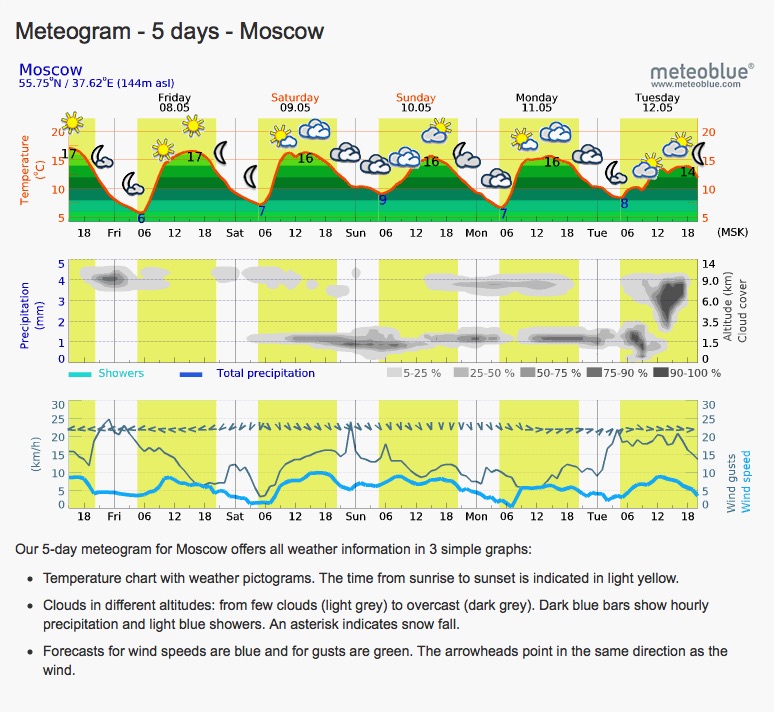 Meteogram - 5 days - Moscow
Moscow
55.75°N / 37.62°E (144m asl)
meteoblue®
www.meteoblue.com
Friday Saturday Sunday Monday Tuesday
08.05 09.05 10.05 11.05 12.05
Temperature
(°C)
20 20
15 15
10 10
5 5
17 17 16 16 16 14
6 7 9 7 8
18 Fri 06 12 18 Sat 06 12 18 Sun 06 12 18 Mon 06 12 18 Tue 06 12 18 (MSK)
Precipitation
(mm)
5 14
4 9.0
3 6.0
2 3.5
1 1.5
0 0
Altitude (km)
Cloud cover
Showers Total precipitation 5-25 % 25-50 % 50-75 % 75-90 % 90-100 %
(km/h)
30 30
25 25
20 20
15 15
10 10
5 5
0 0
Wind gusts
Wind speed
18 Fri 06 12 18 Sat 06 12 18 Sun 06 12 18 Mon 06 12 18 Tue 06 12 18
Our 5-day meteogram for Moscow offers all weather information in 3 simple graphs:
• Temperature chart with weather pictograms. The time from sunrise to sunset is indicated in light yellow.
• Clouds in different altitudes: from few clouds (light grey) to overcast (dark grey). Dark blue bars show hourly
precipitation and light blue showers. An asterisk indicates snow fall.
• Forecasts for wind speeds are blue and for gusts are green. The arrowheads point in the same direction as the
wind.